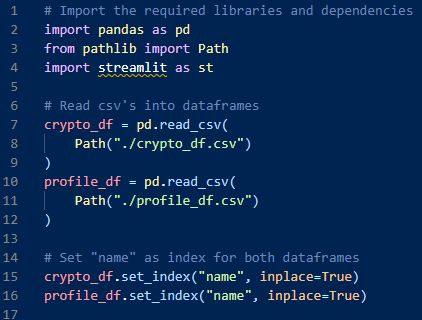 1 # Import the required libraries and dependencies
2 import pandas as pd
3 from pathlib import Path
4 import streamlit as st
5
6 # Read csv's into dataframes
7 crypto_df = pd.read_csv(
8     Path("./crypto_df.csv")
9 )
10 profile_df = pd.read_csv(
11     Path("./profile_df.csv")
12 )
13
14 # Set "name" as index for both dataframes
15 crypto_df.set_index("name", inplace=True)
16 profile_df.set_index("name", inplace=True)
17